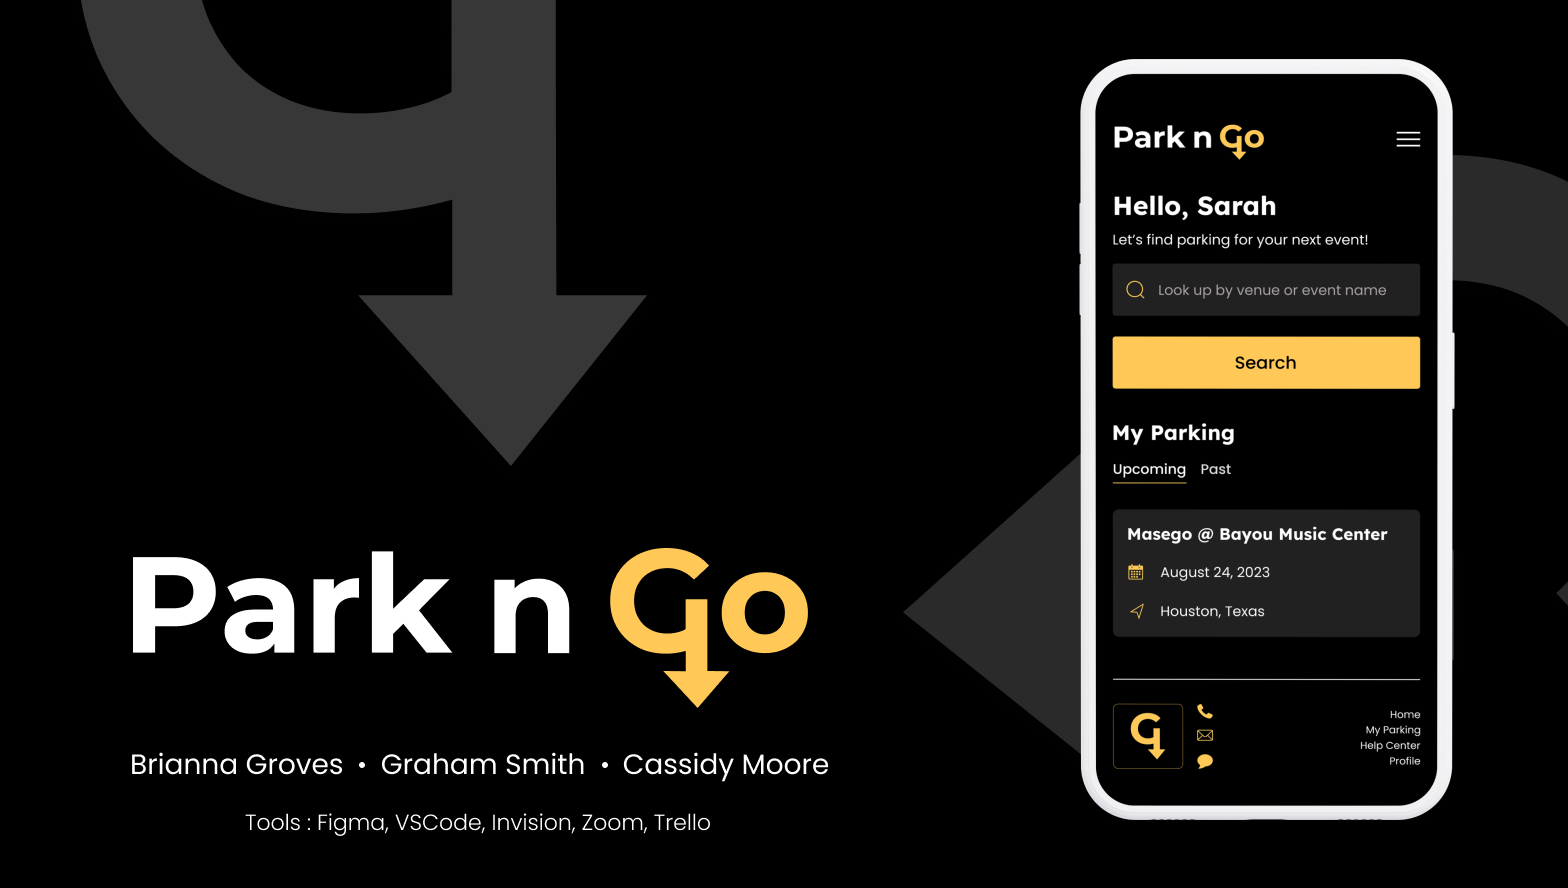 Park n Go
Brianna Groves • Graham Smith • Cassidy Moore
Tools : Figma, VSCode, Invision, Zoom, Trello
Park n Go
Hello, Sarah
Let’s find parking for your next event!
Look up by venue or event name
Search
My Parking
Upcoming Past
Masego @ Bayou Music Center
August 24, 2023
Houston, Texas
G
Home
My Parking
Help Center
Profile